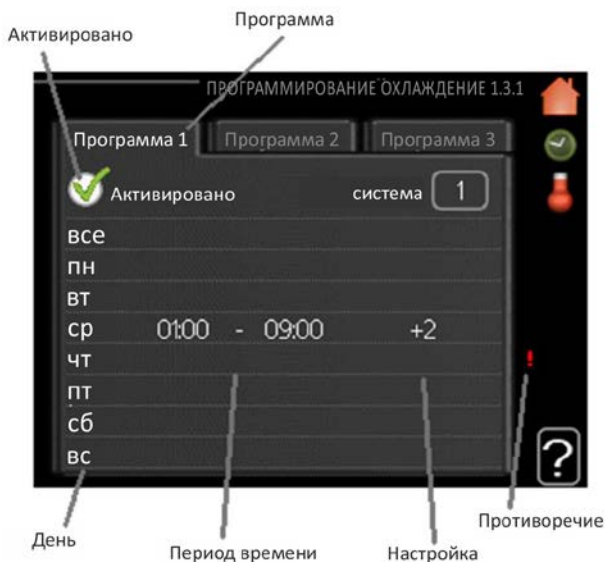 Программа
Активировано
ПРОГРАММИРОВАНИЕ ОХЛАЖДЕНИЕ 1.3.1
Программа 1 Программа 2 Программа 3
Активировано система 1
все
пн
вт
ср 01:00 - 09:00 +2
чт
!
пт
сб
вс
?
Противоречие
День
Период времени Настройка